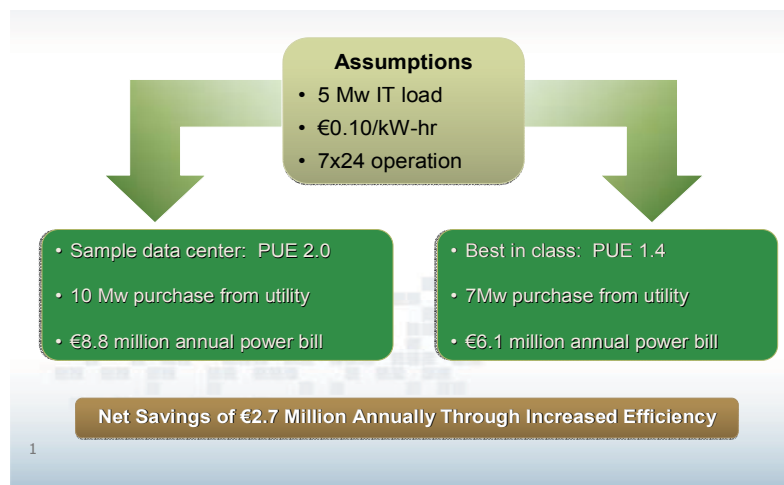 Assumptions
• 5 Mw IT load
• €0.10/kW-hr
• 7x24 operation
• Sample data center: PUE 2.0
• 10 Mw purchase from utility
• €8.8 million annual power bill
• Best in class: PUE 1.4
• 7Mw purchase from utility
• €6.1 million annual power bill
Net Savings of €2.7 Million Annually Through Increased Efficiency
1